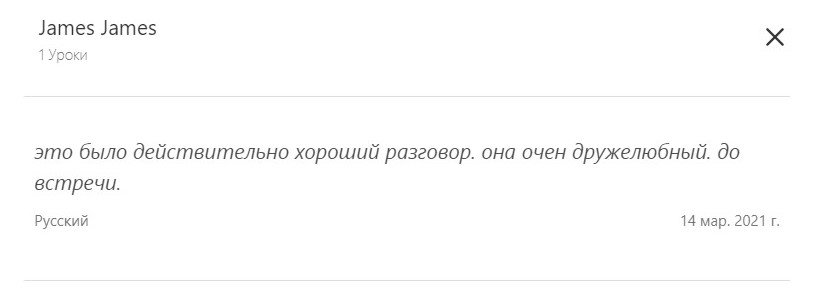 James James
1 Уроки
это было действительно хороший разговор. она очен дружелюбный. до
встречи.
Русский
14 мар. 2021 г.